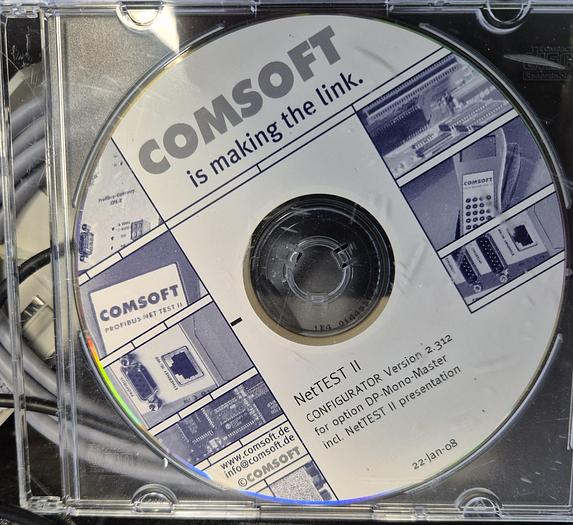 COMSOFT
is making the link.
COMSOFT
COMSOFT
PROFIBUS NET TEST II
NetTEST II
CONFIGURATOR Version 2.312
for option DP-Mono-Master
incl. NetTEST II presentation
www.comsoft.de
info@comsoft.de
©COMSOFT
22-Jan-08